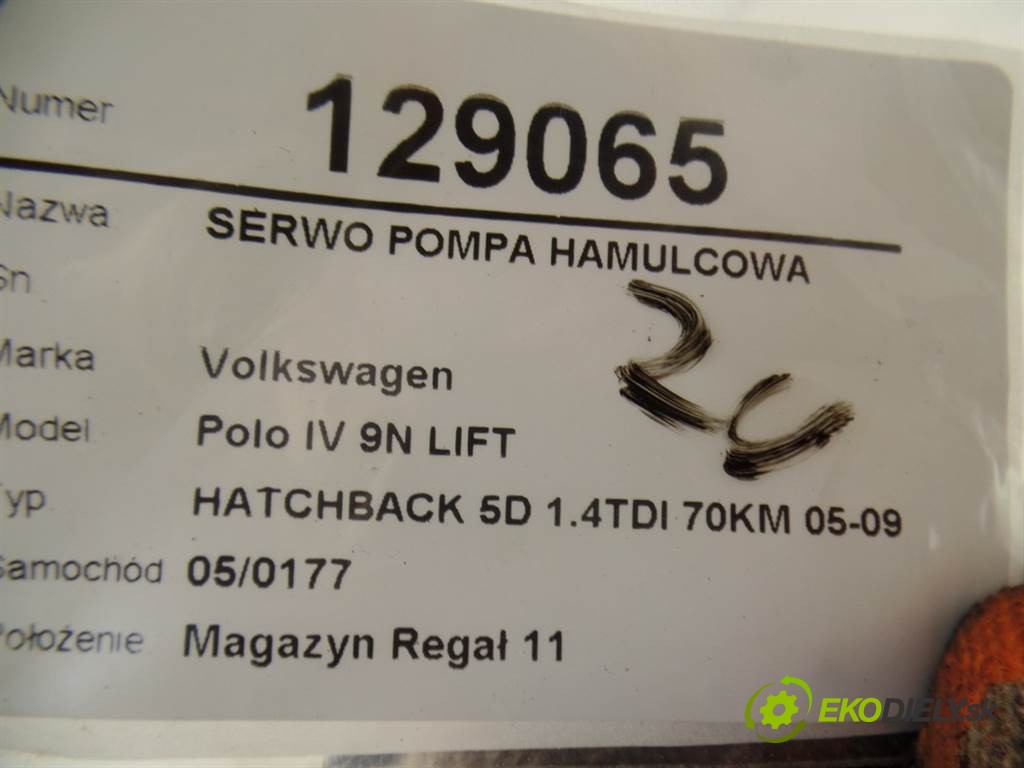 Numer 129065
Nazwa SERWO POMPA HAMULCOWA
Sn
Marka Volkswagen
Model Polo IV 9N LIFT
Typ HATCHBACK 5D 1.4TDI 70KM 05-09
Samochód 05/0177
Położenie Magazyn Regał 11
EKODIELY.sk